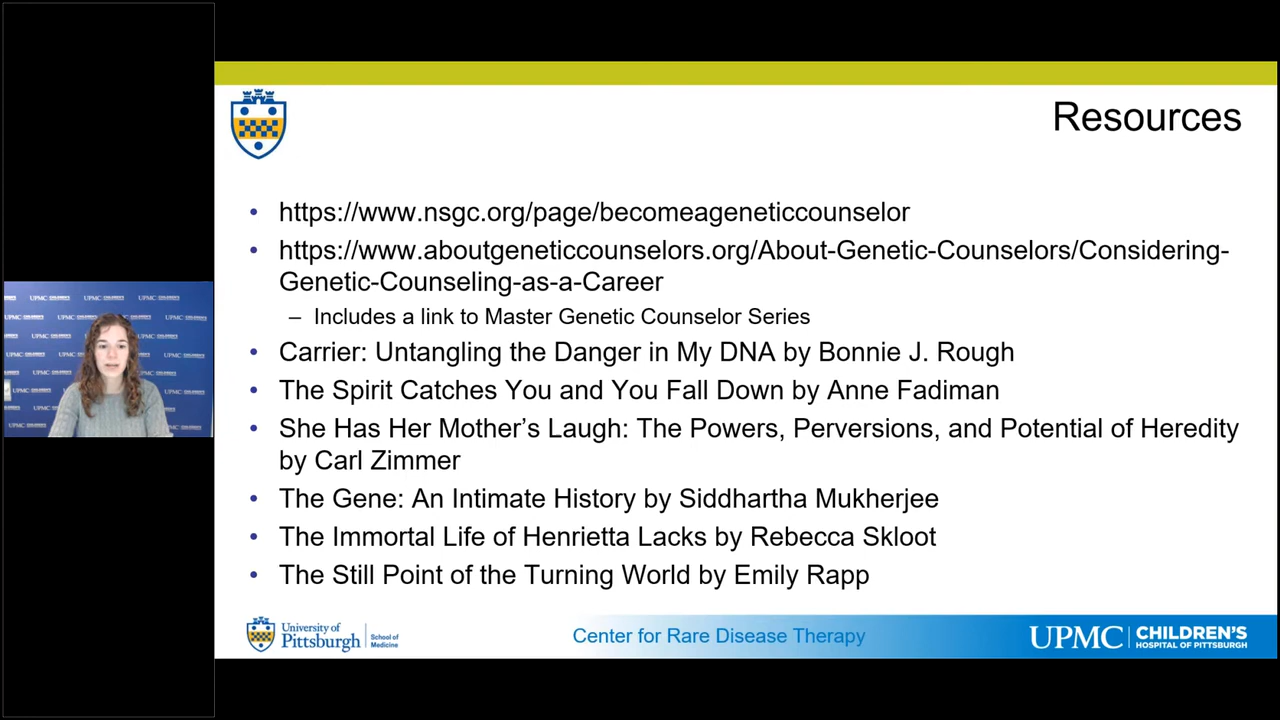 Resources
• https://www.nsgc.org/page/becomeageneticcounselor
• https://www.aboutgeneticcounselors.org/About-Genetic-Counselors/Considering-
Genetic-Counseling-as-a-Career
– Includes a link to Master Genetic Counselor Series
• Carrier: Untangling the Danger in My DNA by Bonnie J. Rough
• The Spirit Catches You and You Fall Down by Anne Fadiman
• She Has Her Mother’s Laugh: The Powers, Perversions, and Potential of Heredity
by Carl Zimmer
• The Gene: An Intimate History by Siddhartha Mukherjee
• The Immortal Life of Henrietta Lacks by Rebecca Skloot
• The Still Point of the Turning World by Emily Rapp
University of
Pittsburgh
School of
Medicine
Center for Rare Disease Therapy
UPMC
CHILDREN'S
HOSPITAL OF PITTSBURGH